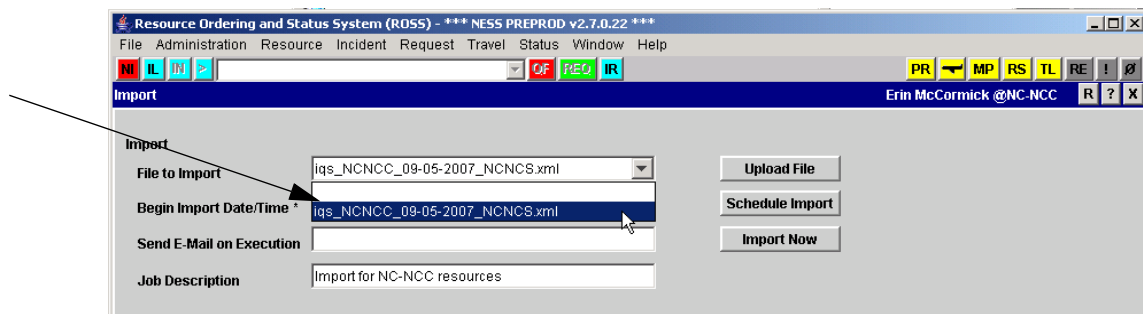 Resource Ordering and Status System (ROSS) - *** NESS PREPROD v2.7.0.22 ***
File Administration Resource Incident Request Travel Status Window Help
NI IL IN > OF REQ IR PR MP RS TL RE ! Ø
Import Erin McCormick @NC-NCC R ? X
Import
File to Import iqs_NCNCC_09-05-2007_NCNCS.xml Upload File
Begin Import Date/Time * iqs_NCNCC_09-05-2007_NCNCS.xml Schedule Import
Send E-Mail on Execution Import Now
Job Description Import for NC-NCC resources